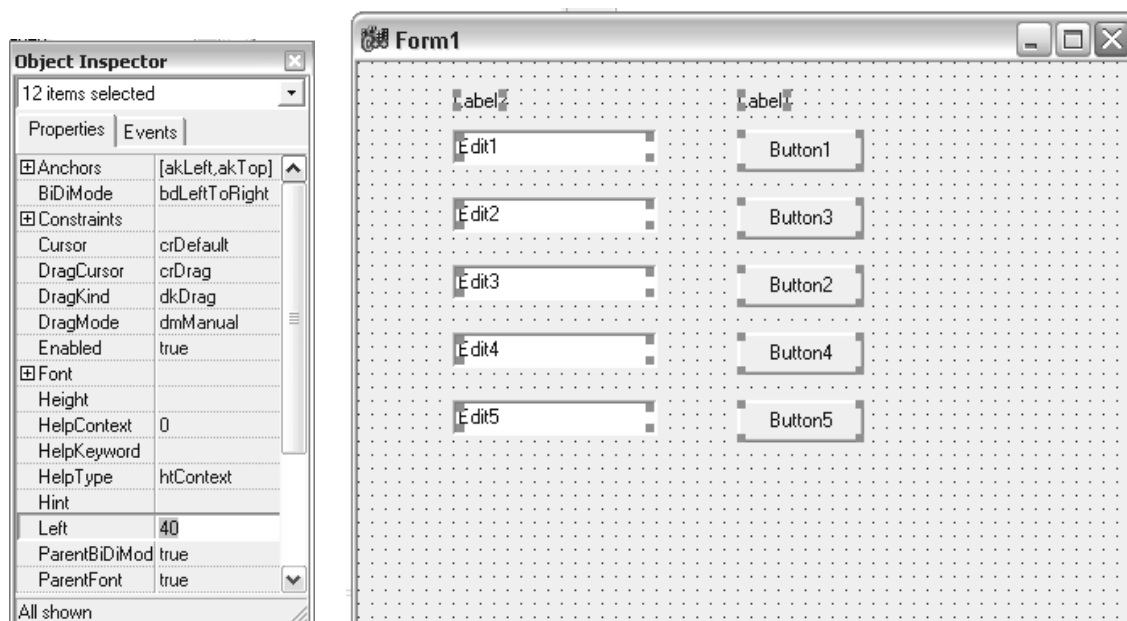 Object Inspector
12 items selected
Properties Events
Anchors [akLeft,akTop]
BiDiMode bdLeftToRight
Constraints
Cursor crDefault
DragCursor crDrag
DragKind dkDrag
DragMode dmManual
Enabled true
Font
Height
HelpContext 0
HelpKeyword
HelpType htContext
Hint
Left 40
ParentBiDiMod true
ParentFont true
All shown
Form1
Label2 Label1
Edit1 Button1
Edit2 Button3
Edit3 Button2
Edit4 Button4
Edit5 Button5